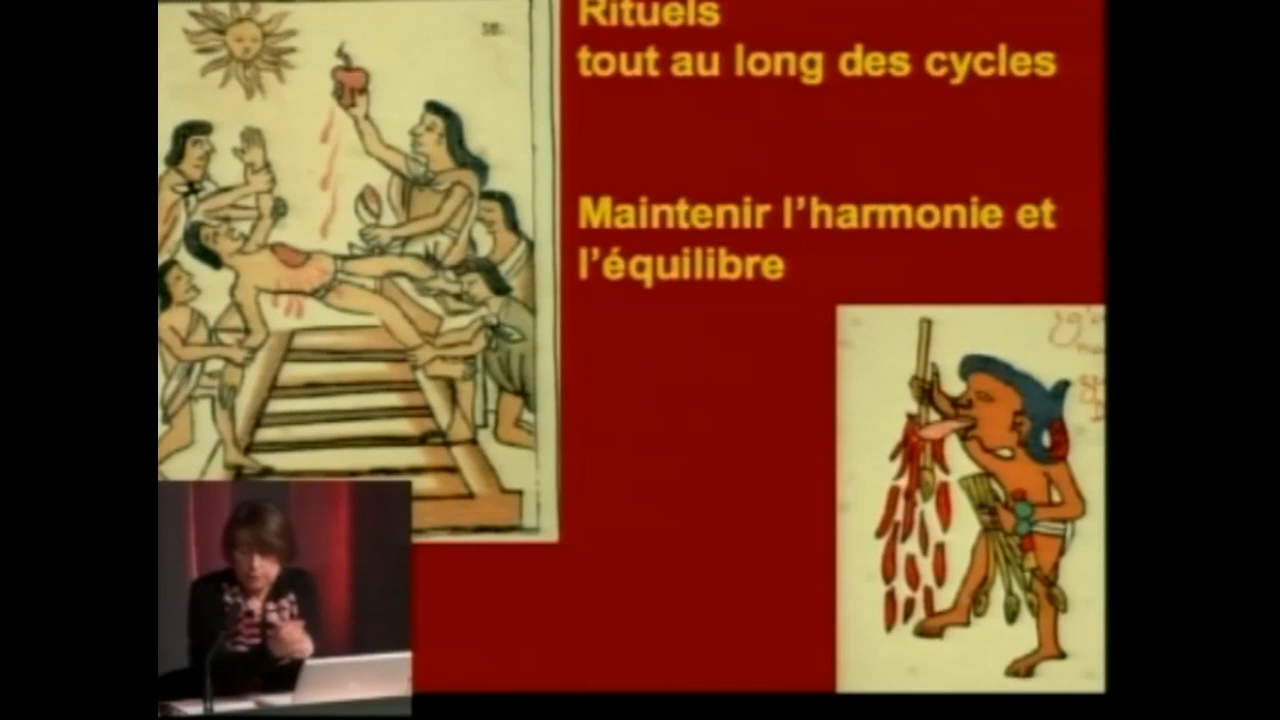 Rituels
tout au long des cycles
Maintenir l’harmonie et
l’équilibre